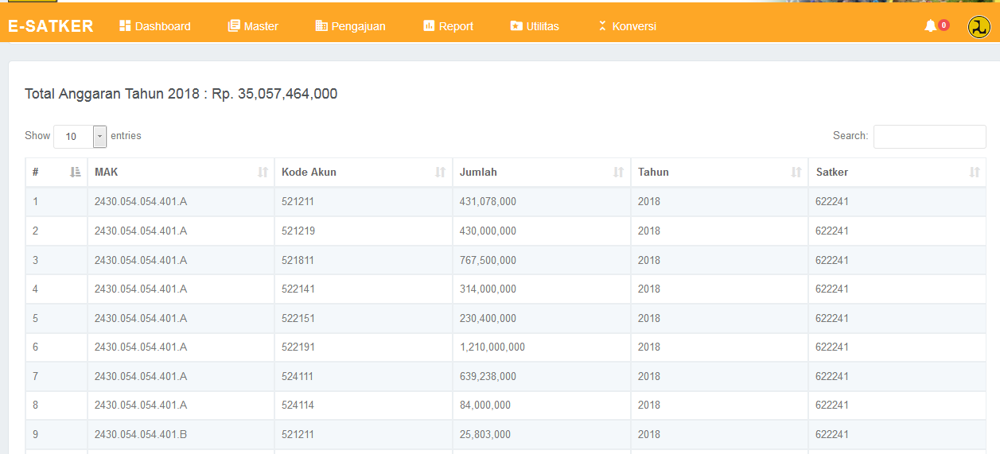 E-SATKER Dashboard Master Pengajuan Report Utilitas Konversi 0
Total Anggaran Tahun 2018 : Rp. 35,057,464,000
Show 10 entries Search:
# MAK Kode Akun Jumlah Tahun Satker
1 2430.054.054.401.A 521211 431,078,000 2018 622241
2 2430.054.054.401.A 521219 430,000,000 2018 622241
3 2430.054.054.401.A 521811 767,500,000 2018 622241
4 2430.054.054.401.A 522141 314,000,000 2018 622241
5 2430.054.054.401.A 522151 230,400,000 2018 622241
6 2430.054.054.401.A 522191 1,210,000,000 2018 622241
7 2430.054.054.401.A 524111 639,238,000 2018 622241
8 2430.054.054.401.A 524114 84,000,000 2018 622241
9 2430.054.054.401.B 521211 25,803,000 2018 622241